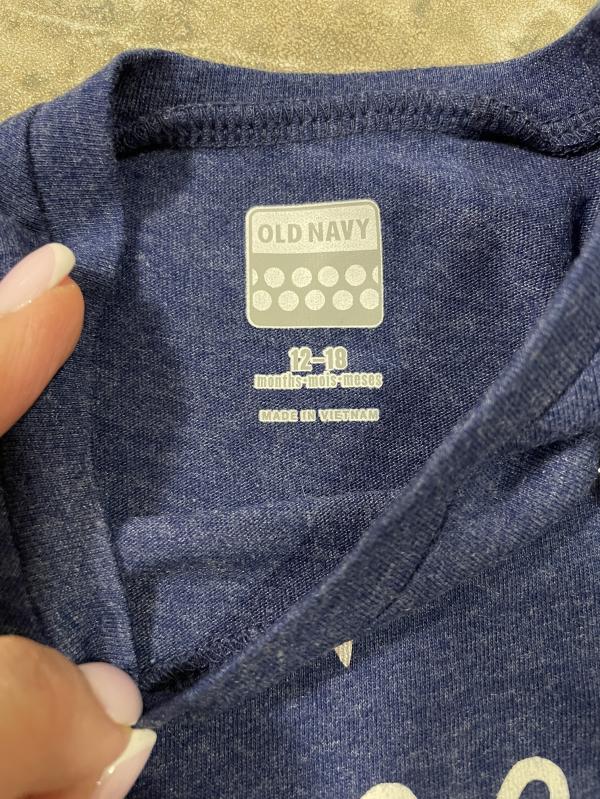 OLD NAVY
12–18
months•mois•meses
MADE IN VIETNAM